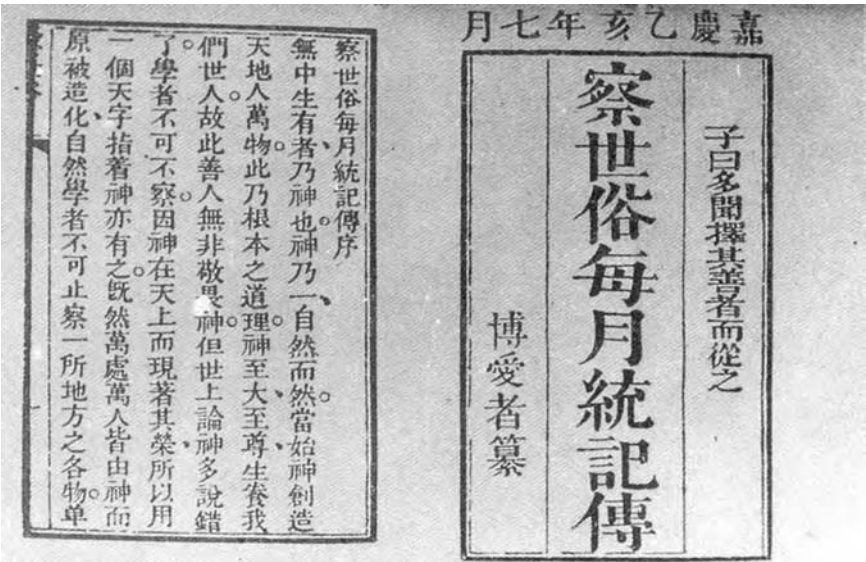 嘉慶乙亥年七月
子曰多聞擇其善者而從之
察世俗每月統記傳
博愛者纂
察世俗每月統記傳序
無中生有者、乃神也。神乃一、自然而然。當始神創造
天地人萬物。此乃根本之道理。神至大、至尊、生養我
們世人。故此善人無非敬畏神。但世上論神多說錯
了。學者不可不察。因神在天上而現著其榮、所以用
一個天字指着神亦有之。既然萬處萬人皆由神而
原被造化、自然學者不可止察一所地方之各物。单